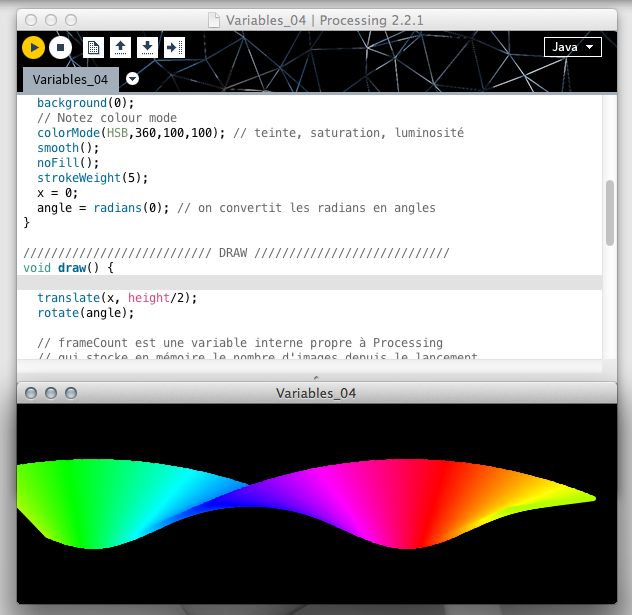 Variables_04 | Processing 2.2.1
Java
Variables_04
background(0);
// Notez colour mode
colorMode(HSB,360,100,100); // teinte, saturation, luminosité
smooth();
noFill();
strokeWeight(5);
x = 0;
angle = radians(0); // on convertit les radians en angles
}
/////////////////////////// DRAW ////////////////////////////
void draw() {
translate(x, height/2);
rotate(angle);
// frameCount est une variable interne propre à Processing
// qui stocke en mémoire le nombre d'images depuis le lancement
Variables_04